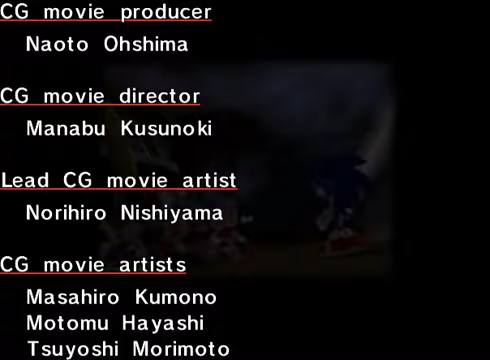 CG movie producer
Naoto Ohshima
CG movie director
Manabu Kusunoki
Lead CG movie artist
Norihiro Nishiyama
CG movie artists
Masahiro Kumono
Motomu Hayashi
Tsuyoshi Morimoto